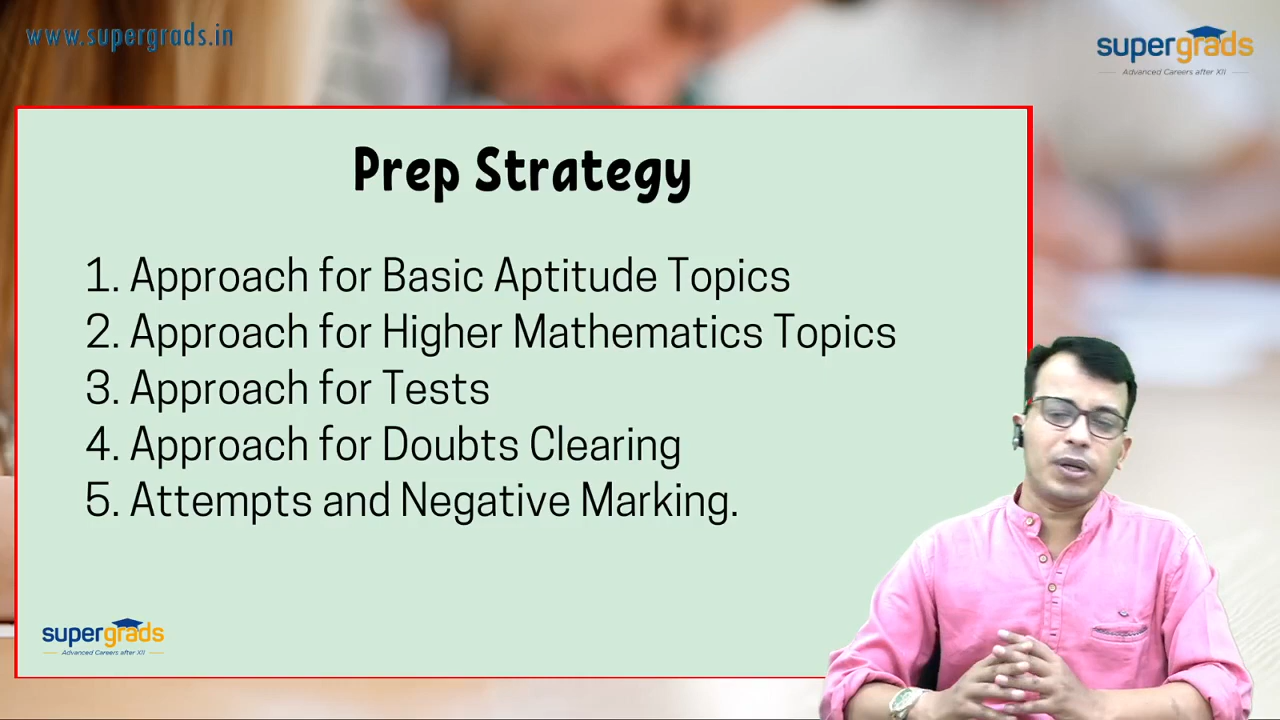 www.supergrads.in
supergrads
Advanced Careers after XII
Prep Strategy
1. Approach for Basic Aptitude Topics
2. Approach for Higher Mathematics Topics
3. Approach for Tests
4. Approach for Doubts Clearing
5. Attempts and Negative Marking.
supergrads
Advanced Careers after XII